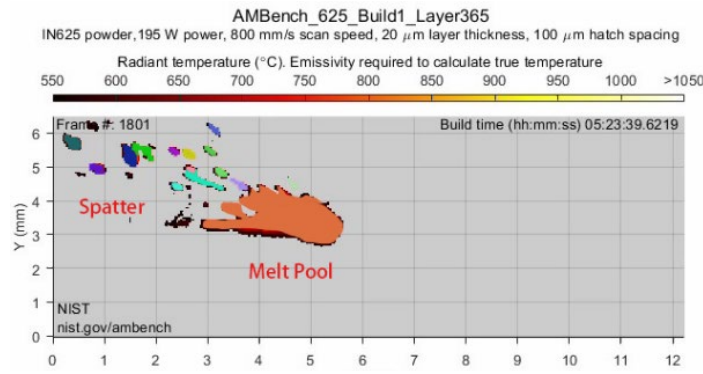 AMBench_625_Build1_Layer365
IN625 powder,195 W power, 800 mm/s scan speed, 20 μm layer thickness, 100 μm hatch spacing
Radiant temperature (°C). Emissivity required to calculate true temperature
550 600 650 700 750 800 850 900 950 1000 >1050
Frame #: 1801
Build time (hh:mm:ss) 05:23:39.6219
Spatter
Melt Pool
NIST
nist.gov/ambench
Y (mm)
6
5
4
3
2
1
0
0 1 2 3 4 5 6 7 8 9 10 11 12